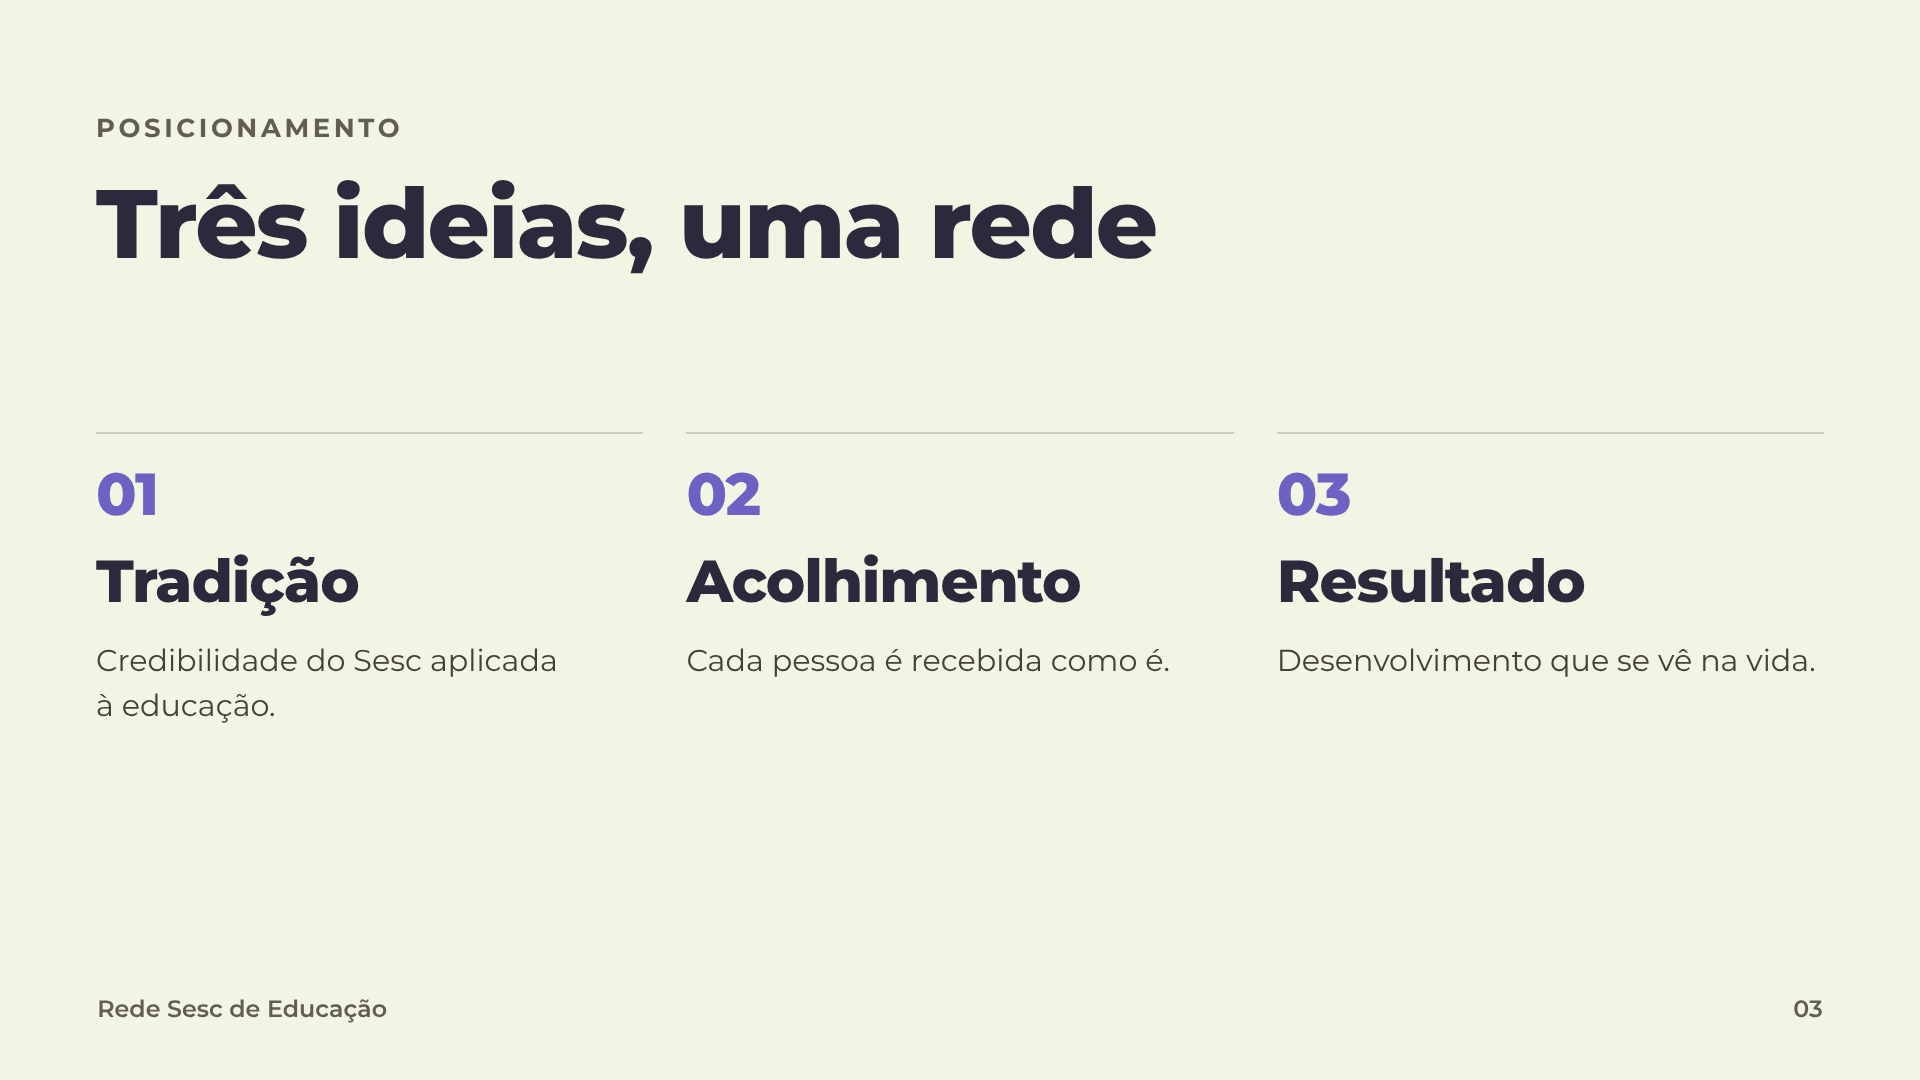 POSICIONAMENTO
Três ideias, uma rede
01
Tradição
Credibilidade do Sesc aplicada
à educação.
02
Acolhimento
Cada pessoa é recebida como é.
03
Resultado
Desenvolvimento que se vê na vida.
Rede Sesc de Educação
03